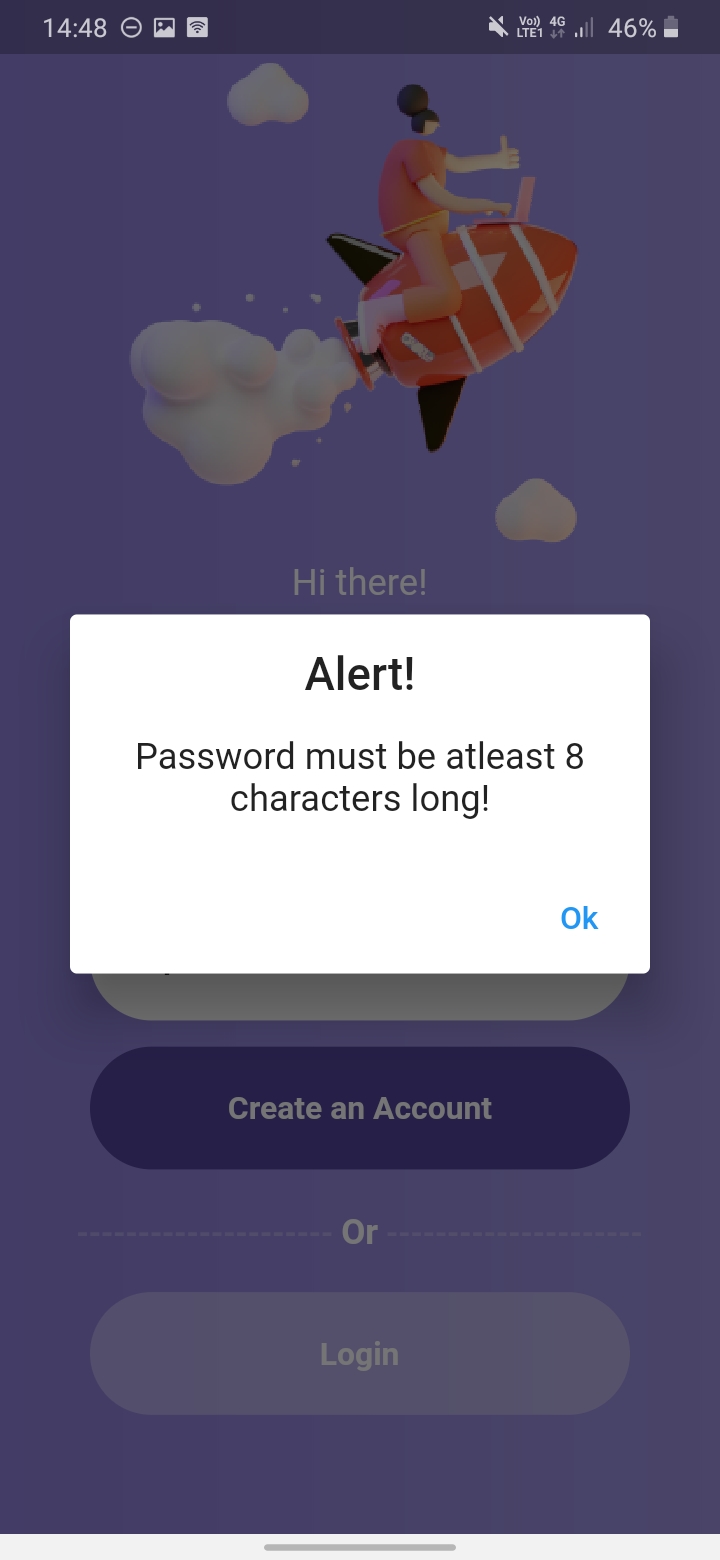 14:48
Vo)) 4G
LTE1
46%
Hi there!
Alert!
Password must be atleast 8
characters long!
Ok
Create an Account
Or
Login